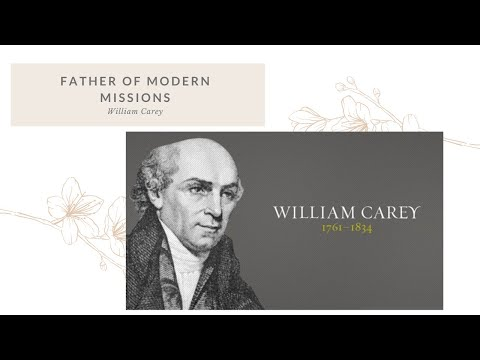 FATHER OF MODERN
MISSIONS
William Carey
WILLIAM CAREY
1761–1834